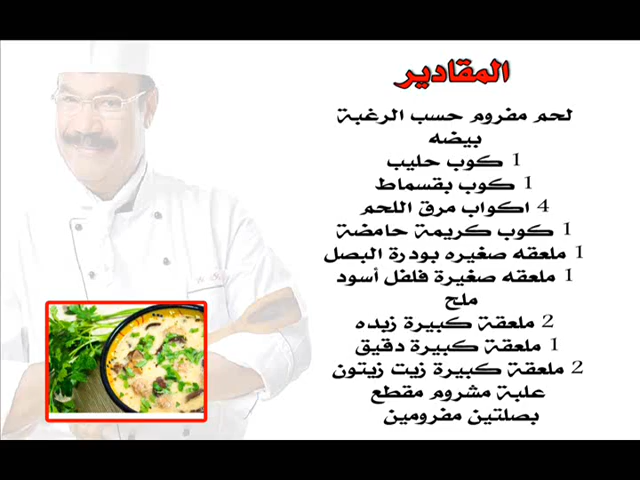 المقادير
لحم مفروم حسب الرغبة
بيضه
1 كوب حليب
1 كوب بقسماط
4 اكواب مرق اللحم
1 كوب كريمة حامضة
1 ملعقه صغيره بودرة البصل
1 ملعقه صغيرة فلفل أسود
ملح
2 ملعقة كبيرة زبده
1 ملعقة كبيرة دقيق
2 ملعقة كبيرة زيت زيتون
علبة مشروم مقطع
بصلتين مفرومين